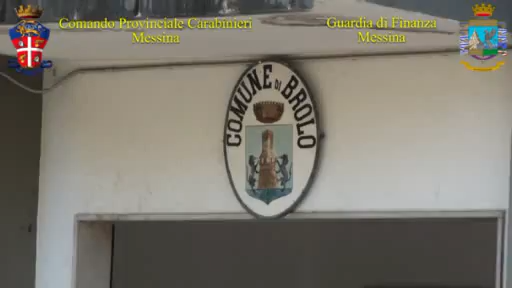 Comando Provinciale Carabinieri
Messina
Guardia di Finanza
Messina
COMUNE DI BROLO